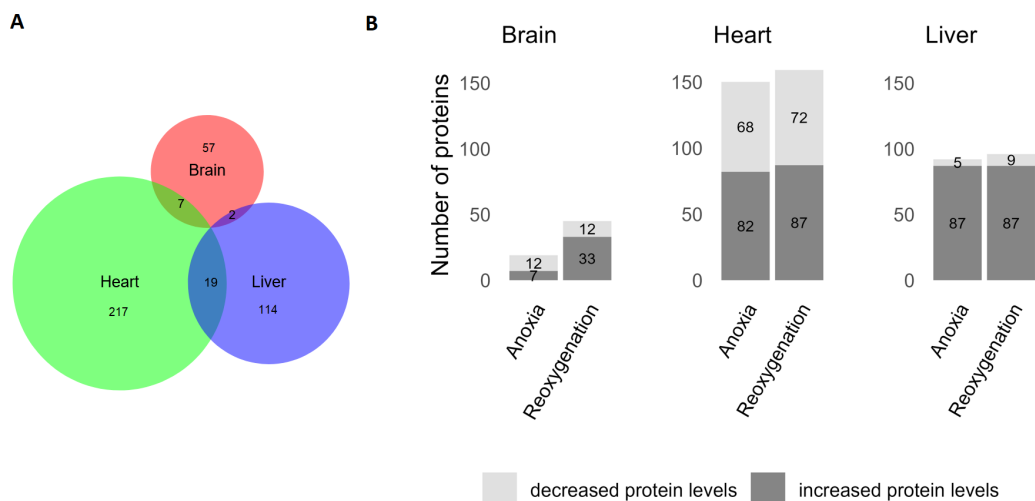 A
57
Brain
7
2
Heart
19
Liver
217
114
B
Brain
Heart
Liver
Number of proteins
150
100
50
0
12
7
12
33
Anoxia
Reoxygenation
150
100
50
0
68
72
82
87
Anoxia
Reoxygenation
150
100
50
0
5
9
87
87
Anoxia
Reoxygenation
decreased protein levels
increased protein levels